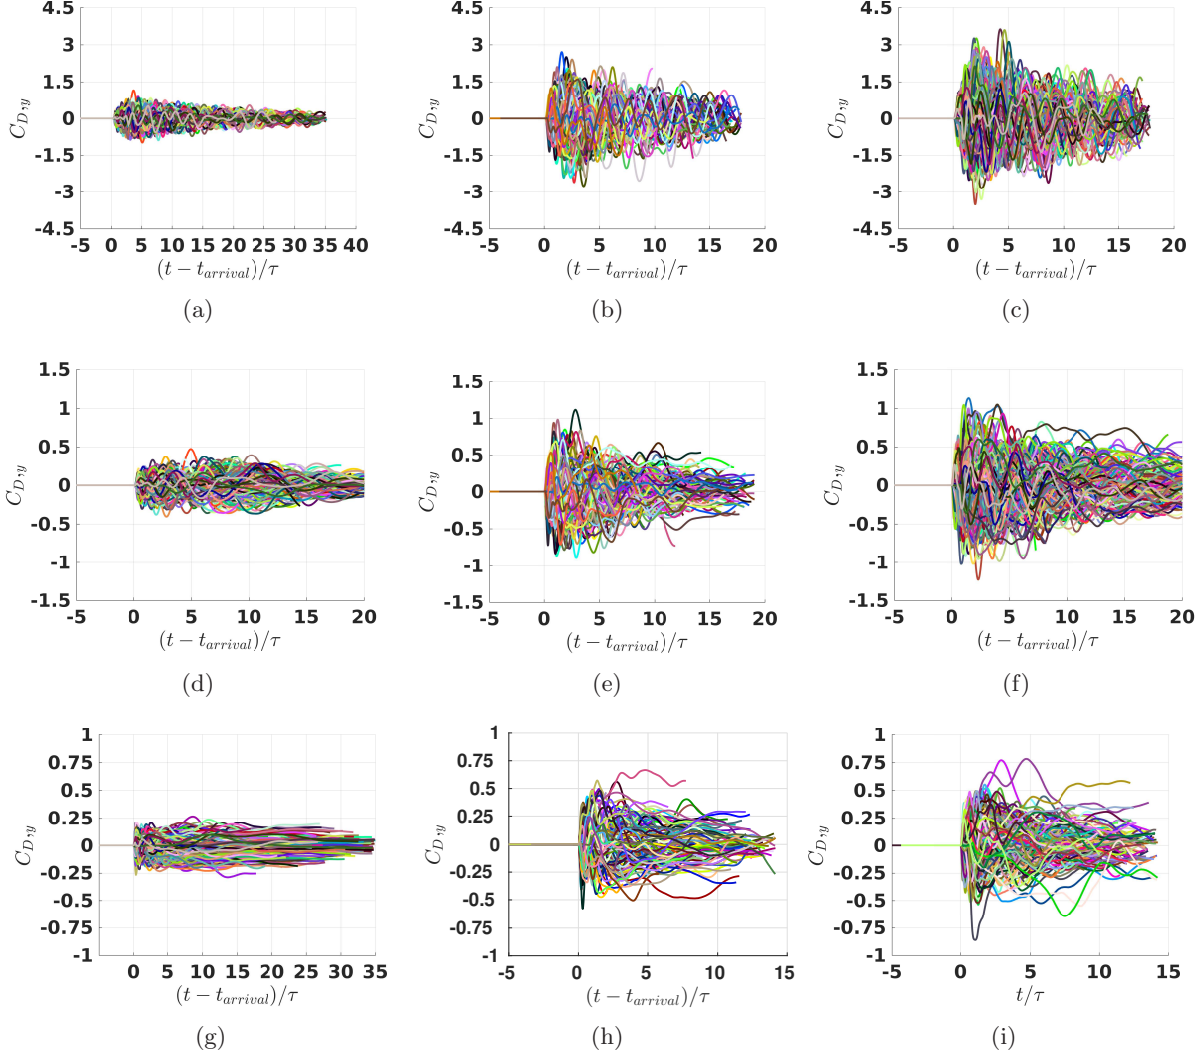 4.5 4.5 4.5
3 3 3
1.5 1.5 1.5
0 0 0
-1.5 -1.5 -1.5
-3 -3 -3
-4.5 -4.5 -4.5
C_{D,y} C_{D,y} C_{D,y}
-5 0 5 10 15 20 25 30 35 40 -5 0 5 10 15 20 -5 0 5 10 15 20
(t − t_{arrival})/τ (t − t_{arrival})/τ (t − t_{arrival})/τ
(a) (b) (c)
1.5 1.5 1.5
1 1 1
0.5 0.5 0.5
0 0 0
-0.5 -0.5 -0.5
-1 -1 -1
-1.5 -1.5 -1.5
C_{D,y} C_{D,y} C_{D,y}
-5 0 5 10 15 20 -5 0 5 10 15 20 -5 0 5 10 15 20
(t − t_{arrival})/τ (t − t_{arrival})/τ (t − t_{arrival})/τ
(d) (e) (f)
1 1 1
0.75 0.75 0.75
0.5 0.5 0.5
0.25 0.25 0.25
0 0 0
-0.25 -0.25 -0.25
-0.5 -0.5 -0.5
-0.75 -0.75 -0.75
-1 -1 -1
C_{D,y} C_{D,y} C_{D,y}
0 5 10 15 20 25 30 35 -5 0 5 10 15 -5 0 5 10 15
(t − t_{arrival})/τ (t − t_{arrival})/τ t/τ
(g) (h) (i)